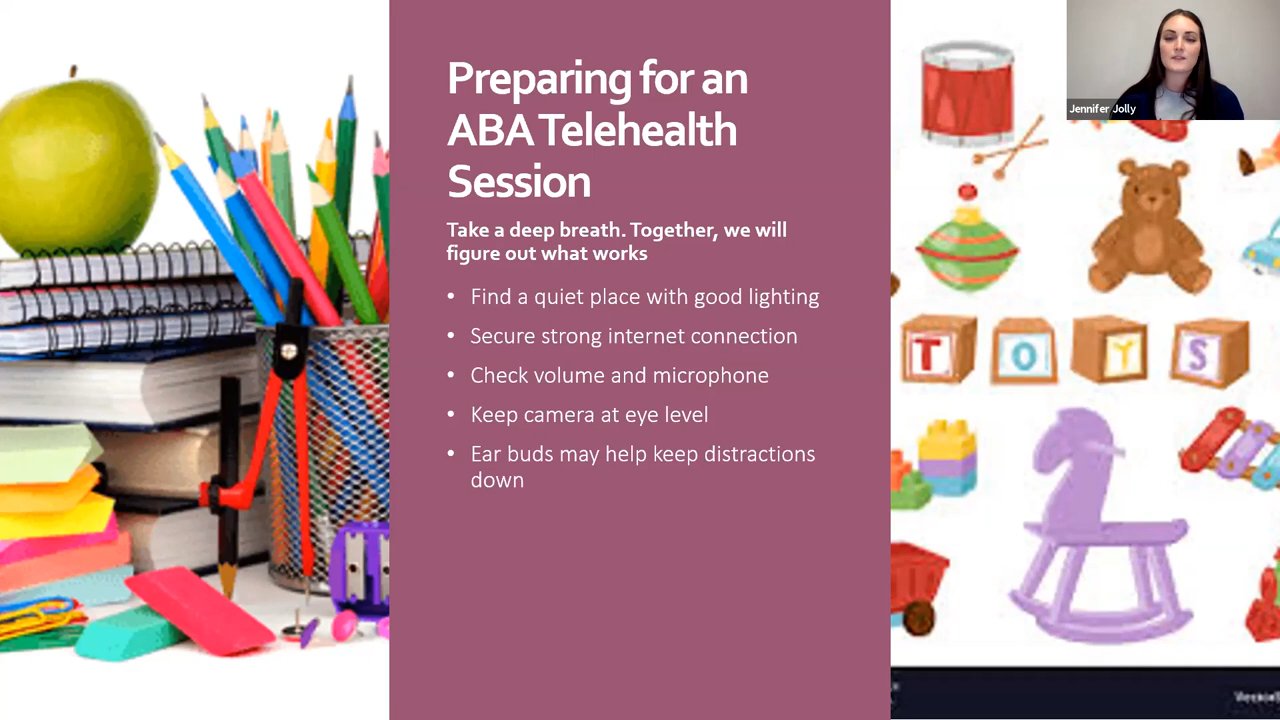 Preparing for an
ABA Telehealth
Session
Take a deep breath. Together, we will
figure out what works
• Find a quiet place with good lighting
• Secure strong internet connection
• Check volume and microphone
• Keep camera at eye level
• Ear buds may help keep distractions
down
Jennifer Jolly
T O Y S